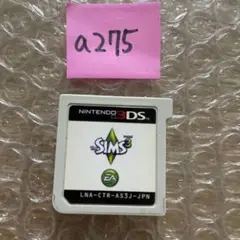 a275
NINTENDO 3DS
THE SIMS 3
EA
LNA-CTR-AS3J-JPN